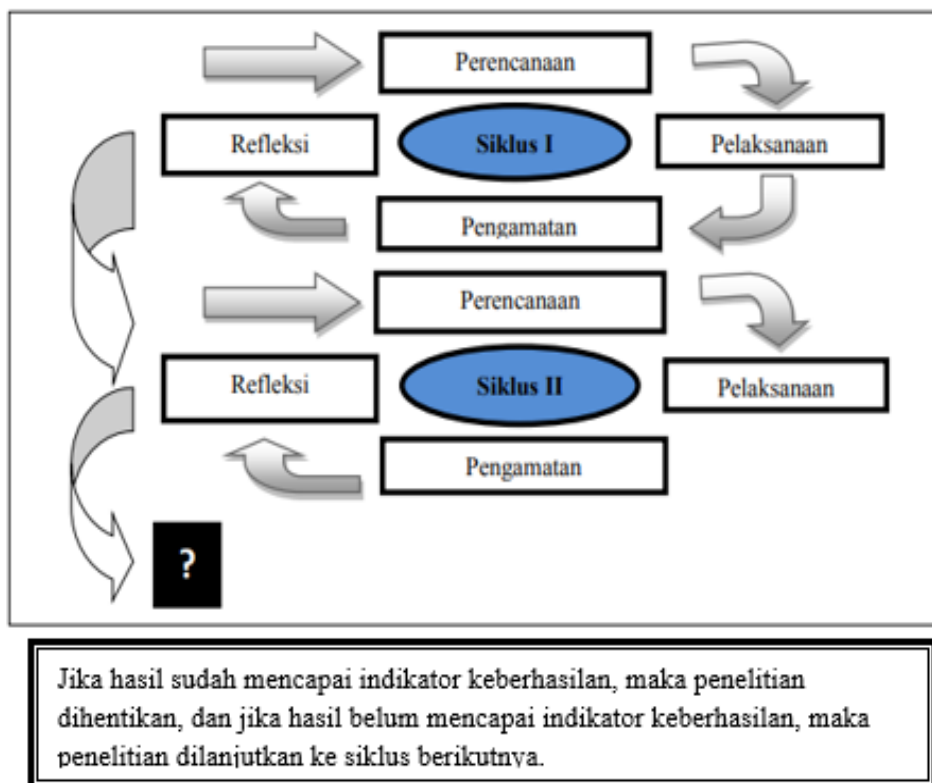 Perencanaan
Refleksi
Siklus I
Pelaksanaan
Pengamatan
Perencanaan
Refleksi
Siklus II
Pelaksanaan
Pengamatan
?
Jika hasil sudah mencapai indikator keberhasilan, maka penelitian
dihentikan, dan jika hasil belum mencapai indikator keberhasilan, maka
penelitian dilanjutkan ke siklus berikutnya.